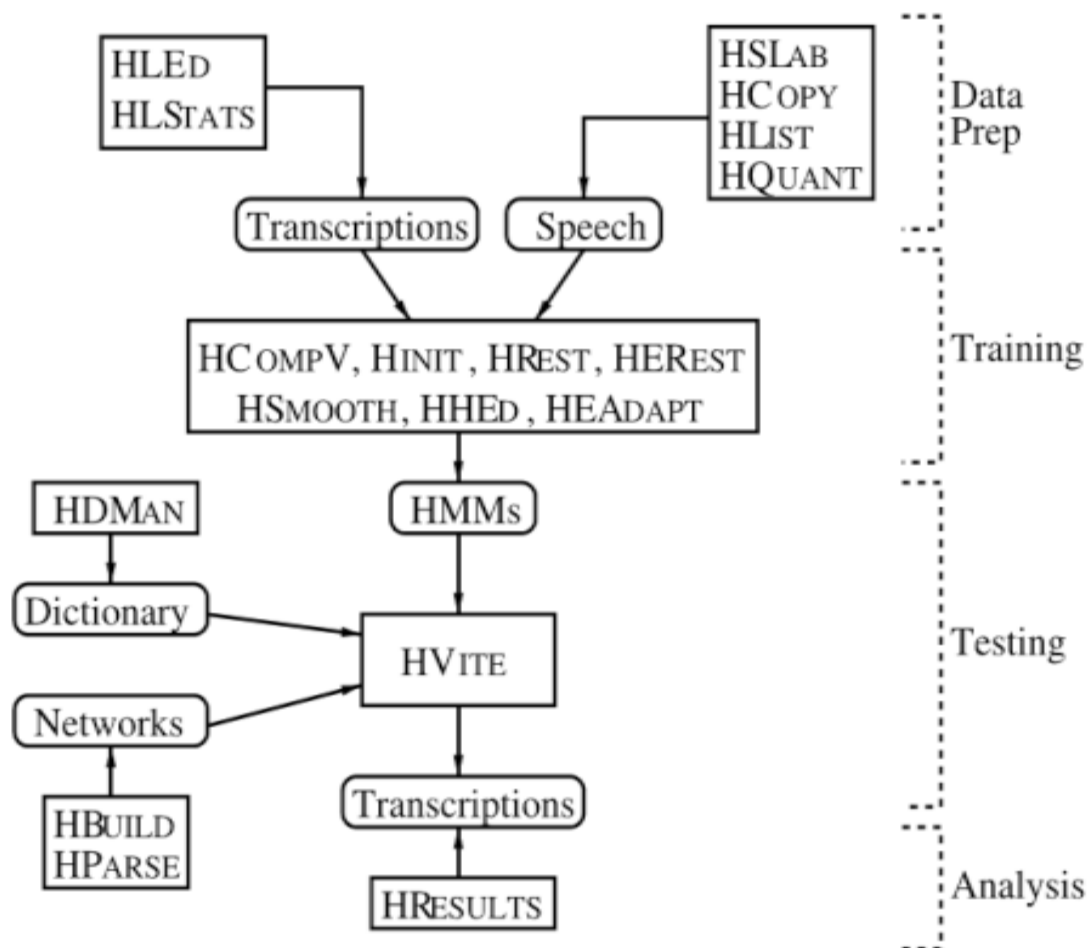 HLED
HLSTATS
HSLAB
HCOPY
HLIST
HQUANT
Data
Prep
Transcriptions
Speech
HCOMPV, HINIT, HREST, HEREST
HSMOOTH, HHED, HEADAPT
Training
HDMAN
HMMs
Dictionary
HVITE
Testing
Networks
Transcriptions
HBUILD
HPARSE
HRESULTS
Analysis